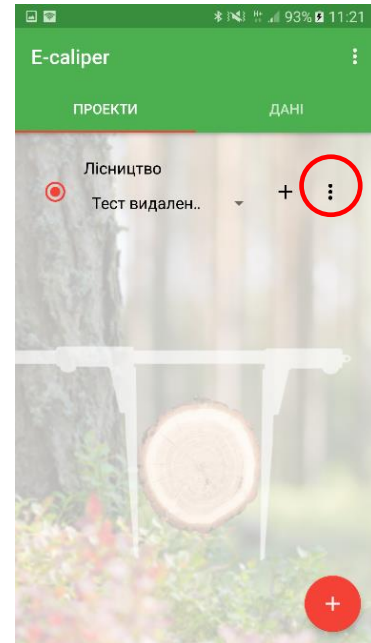 93% 11:21
E-caliper
ПРОЕКТИ ДАНІ
Лісництво
Тест видален..